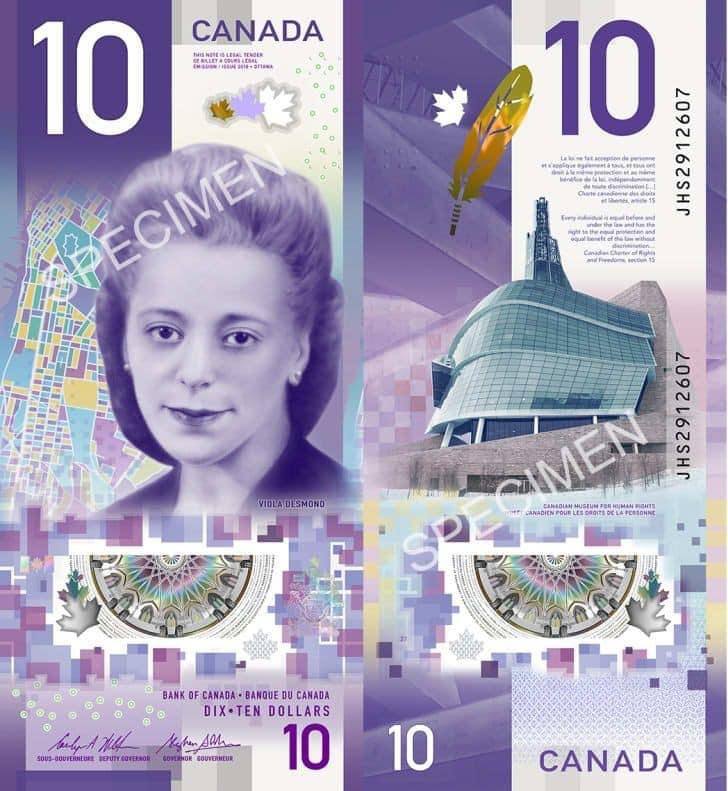 10
CANADA
THIS NOTE IS LEGAL TENDER
CE BILLET A COURS LÉGAL
ÉMISSION / ISSUE 2018 • OTTAWA
SPECIMEN
VIOLA DESMOND
BANK OF CANADA • BANQUE DU CANADA
DIX•TEN DOLLARS
SOUS-GOUVERNEURE DEPUTY GOVERNOR
GOVERNOR GOUVERNEUR
10
10
La loi ne fait acception de personne
et s'applique également à tous, et tous ont
droit à la même protection et au même
bénéfice de la loi, indépendamment
de toute discrimination [...]
Charte canadienne des droits
et libertés, article 15
Every individual is equal before and
under the law and has the
right to the equal protection and
equal benefit of the law without
discrimination...
Canadian Charter of Rights
and Freedoms, section 15
JHS2912607
JHS2912607
SPECIMEN
CANADIAN MUSEUM FOR HUMAN RIGHTS
CANADIEN POUR LES DROITS DE LA PERSONNE
27
10
CANADA